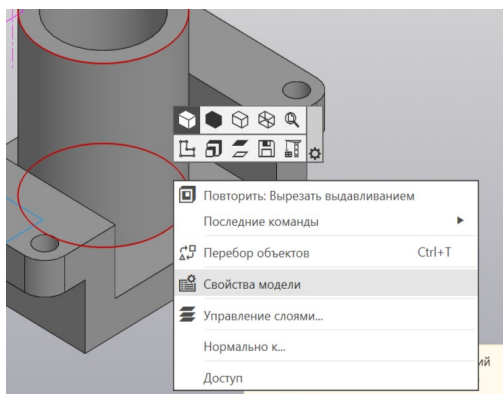 Повторить: Вырезать выдавливанием
Последние команды
Перебор объектов Ctrl+T
Свойства модели
Управление слоями...
Нормально к...
Доступ